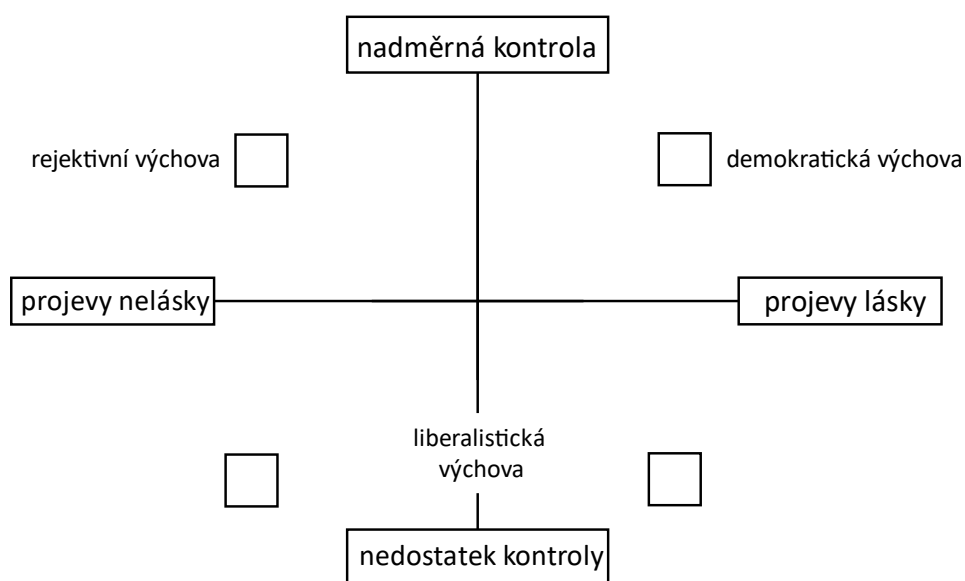 nadměrná kontrola
rejektivní výchova
demokratická výchova
projevy nelásky
projevy lásky
liberalistická
výchova
nedostatek kontroly